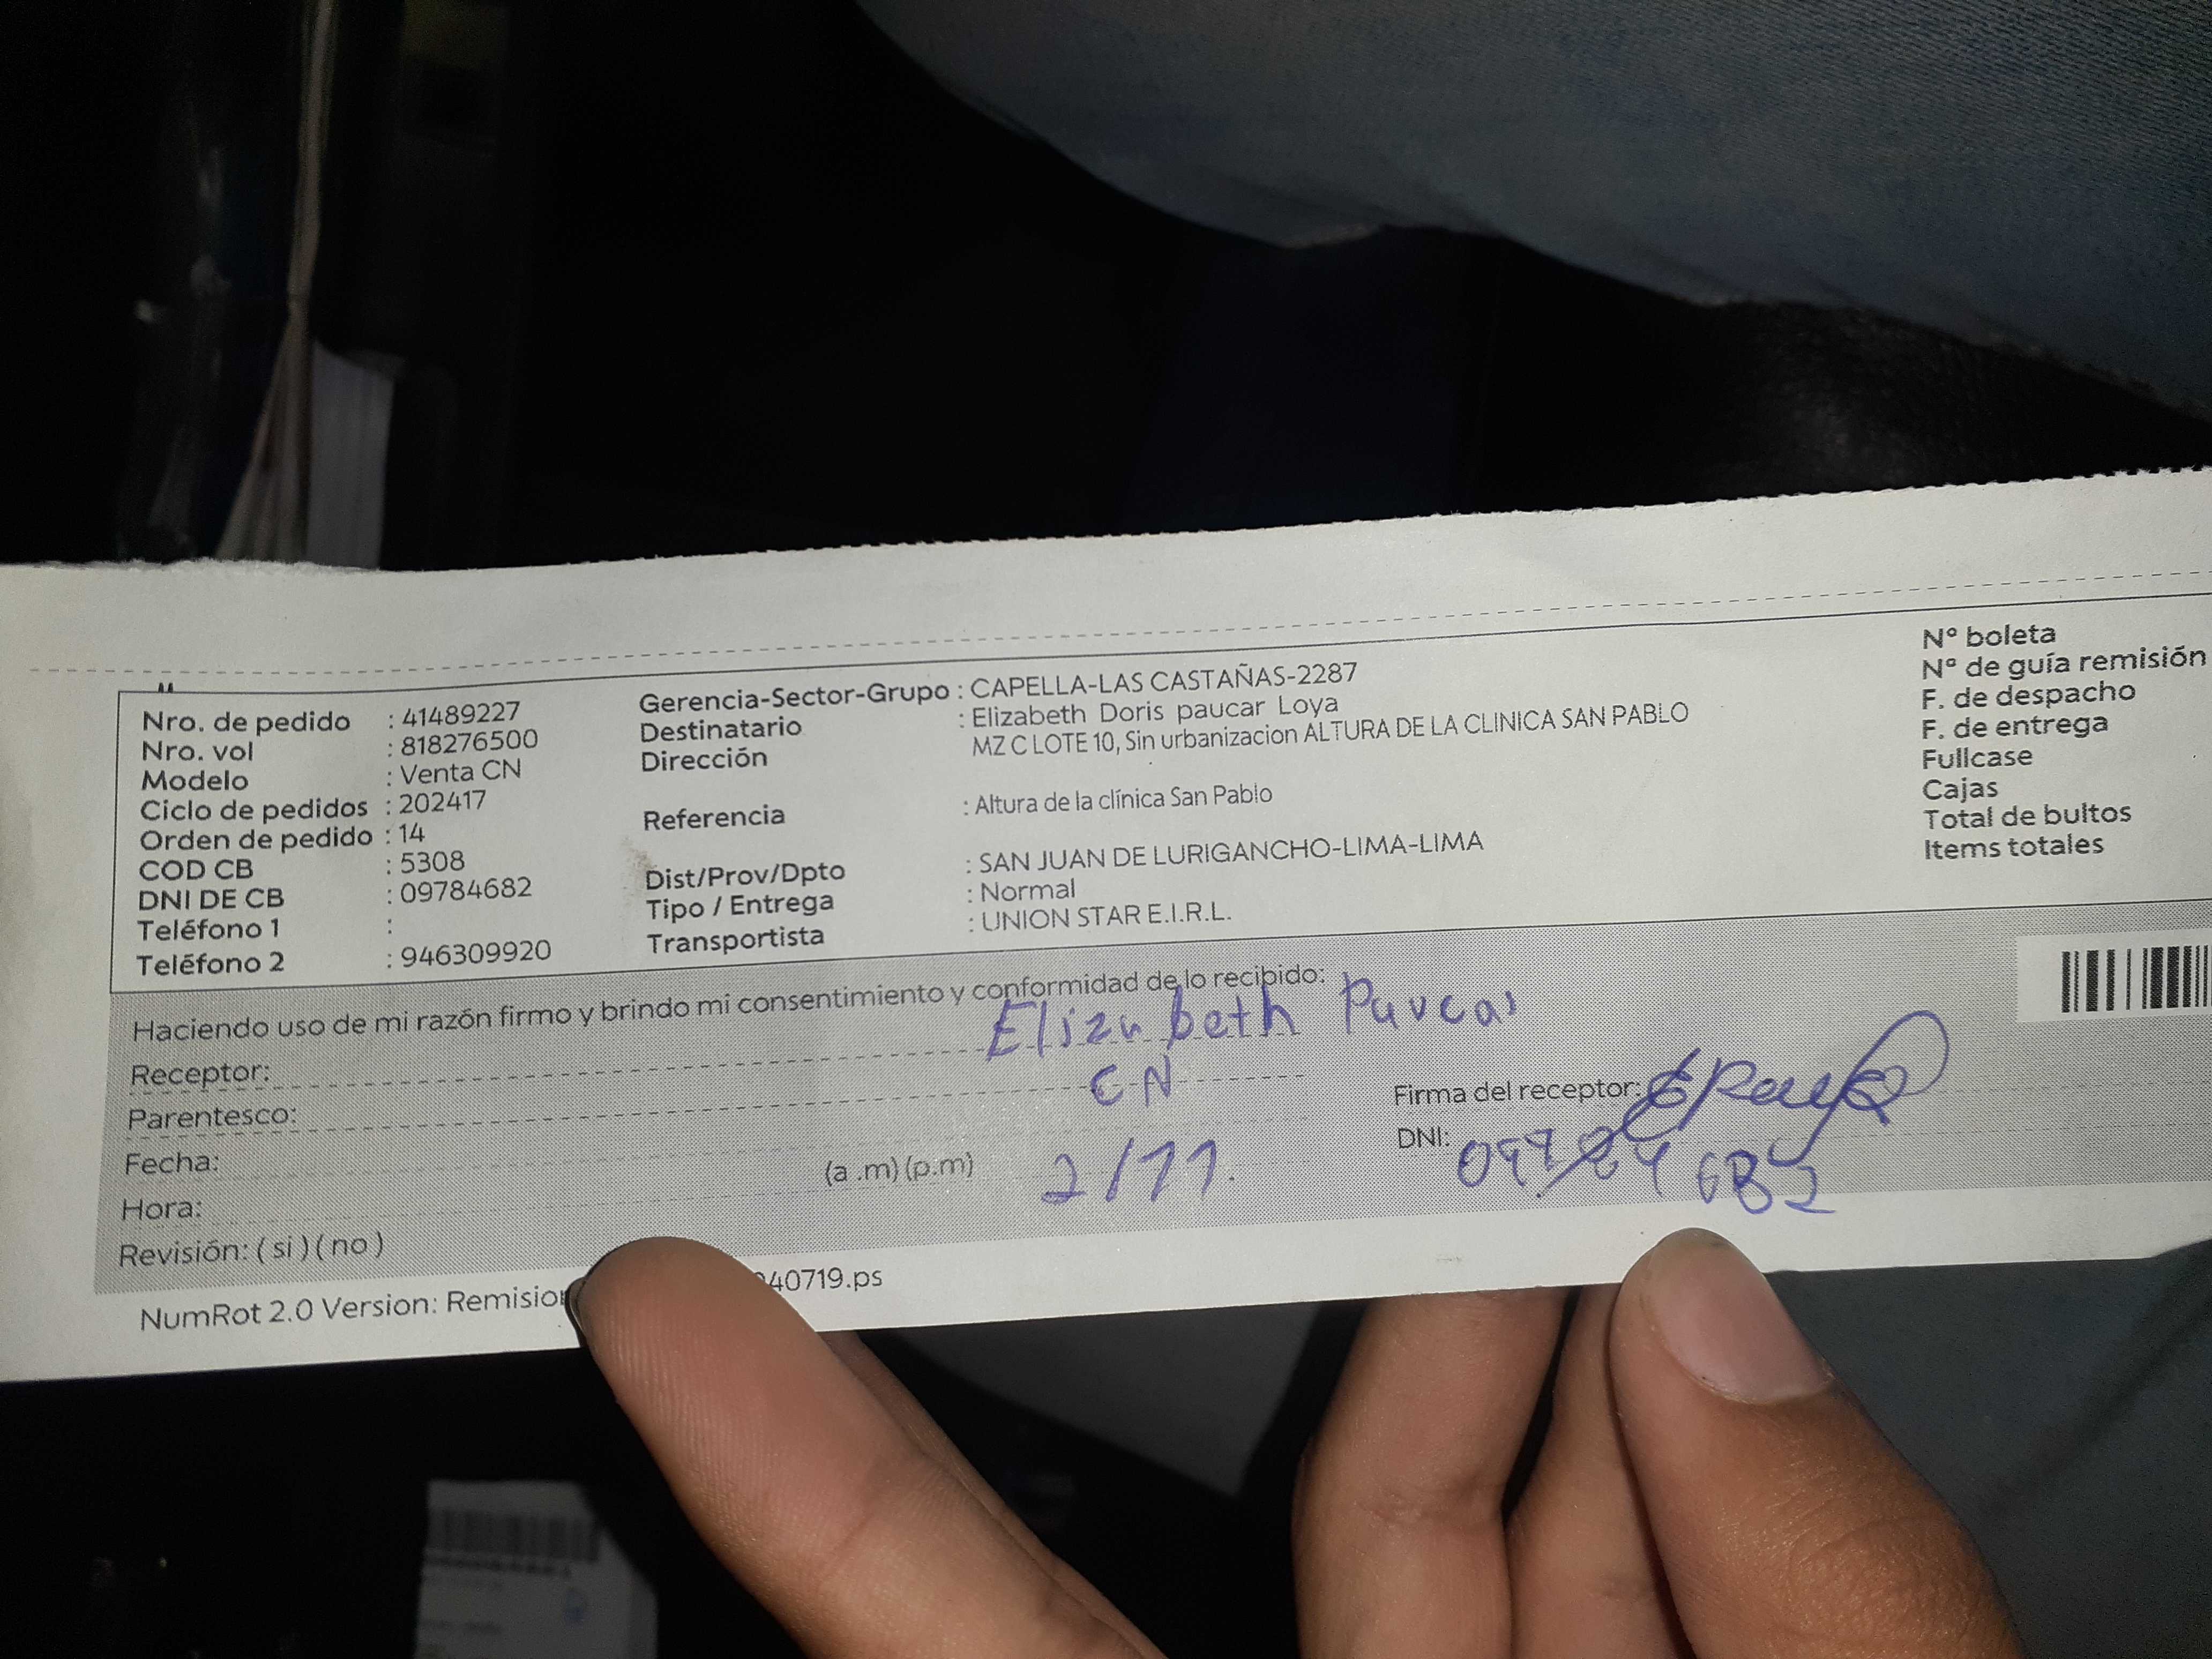 Nro. de pedido : 41489227
Nro. vol : 818276500
Modelo : Venta CN
Ciclo de pedidos : 202417
Orden de pedido : 14
COD CB : 5308
DNI DE CB : 09784682
Teléfono 1 :
Teléfono 2 : 946309920
Gerencia-Sector-Grupo : CAPELLA-LAS CASTAÑAS-2287
Destinatario : Elizabeth Doris paucar Loya
Dirección MZ C LOTE 10, Sin urbanizacion ALTURA DE LA CLINICA SAN PABLO
Referencia : Altura de la clínica San Pablo
Dist/Prov/Dpto : SAN JUAN DE LURIGANCHO-LIMA-LIMA
Tipo / Entrega : Normal
Transportista : UNION STAR E.I.R.L.
N° boleta
N° de guía remisión
F. de despacho
F. de entrega
Fullcase
Cajas
Total de bultos
Items totales
Haciendo uso de mi razón firmo y brindo mi consentimiento y conformidad de lo recibido:
Receptor: Elizabeth Paucar
Parentesco: CN
Fecha: 2/11.
Hora: (a .m) (p.m)
Revisión: ( si ) ( no )
Firma del receptor:
DNI: 09784682
NumRot 2.0 Version: 40719.ps